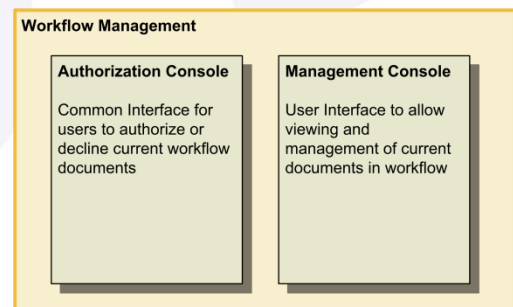 Workflow Management
Authorization Console
Common Interface for
users to authorize or
decline current workflow
documents
Management Console
User Interface to allow
viewing and
management of current
documents in workflow